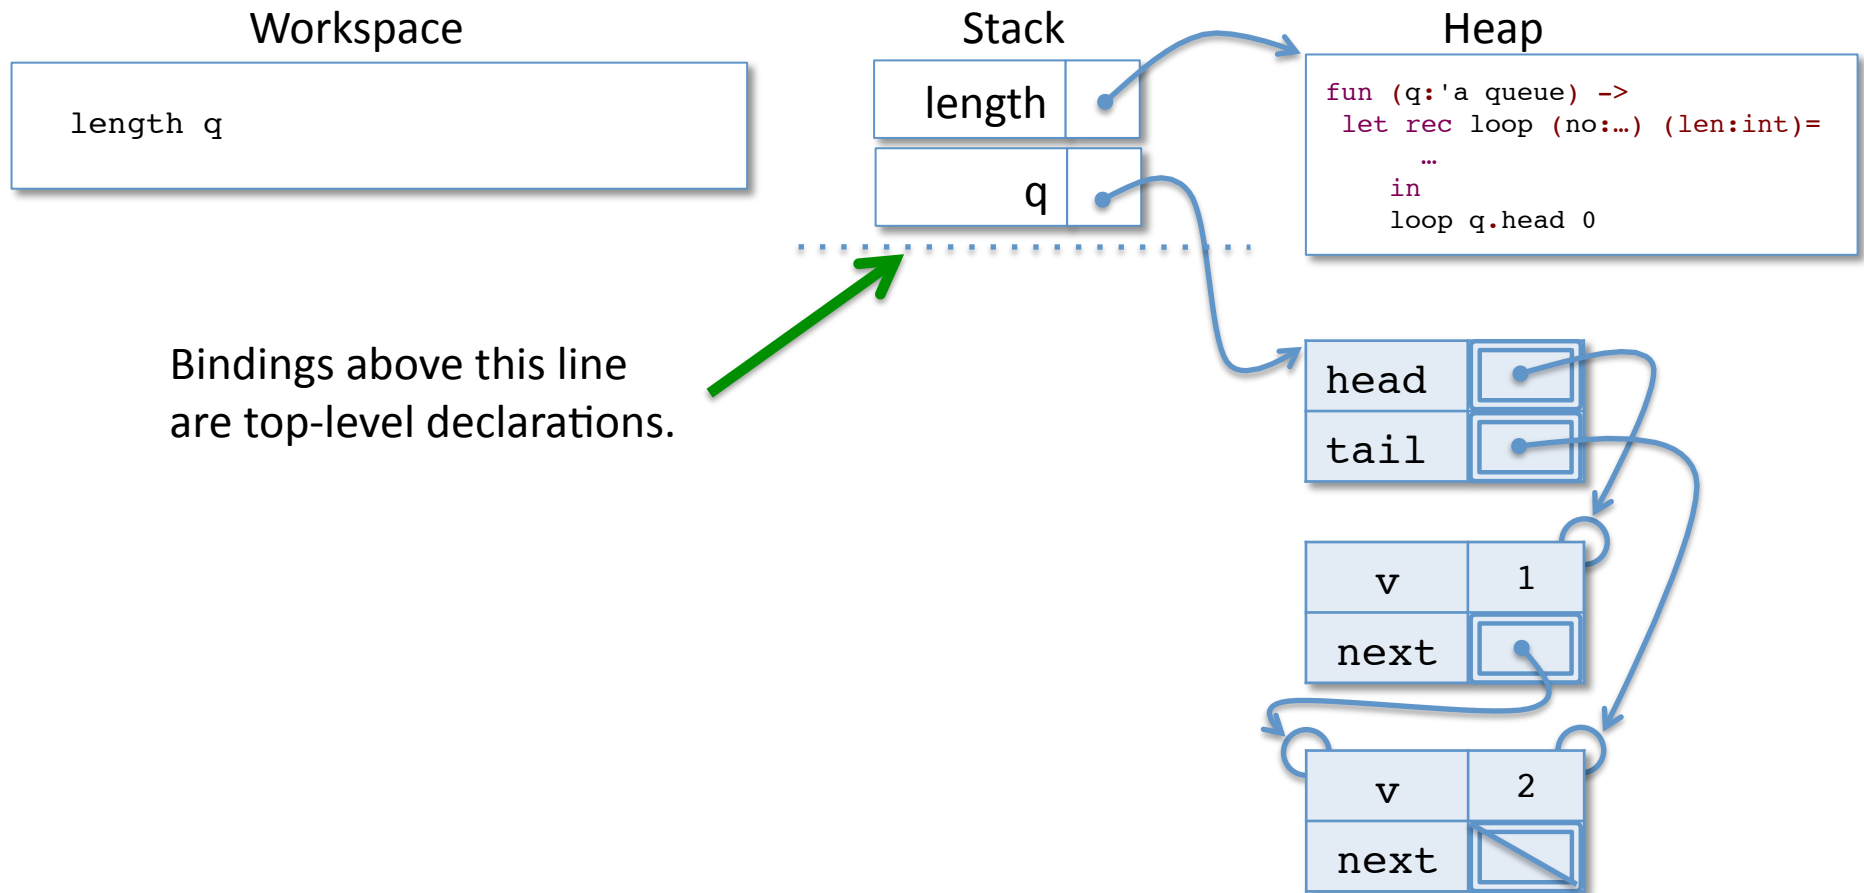 Workspace
Stack
Heap
length q
length
q
fun (q:'a queue) ->
let rec loop (no:…) (len:int)=
…
in
loop q.head 0
Bindings above this line
are top-level declarations.
head
tail
v 1
next
v 2
next